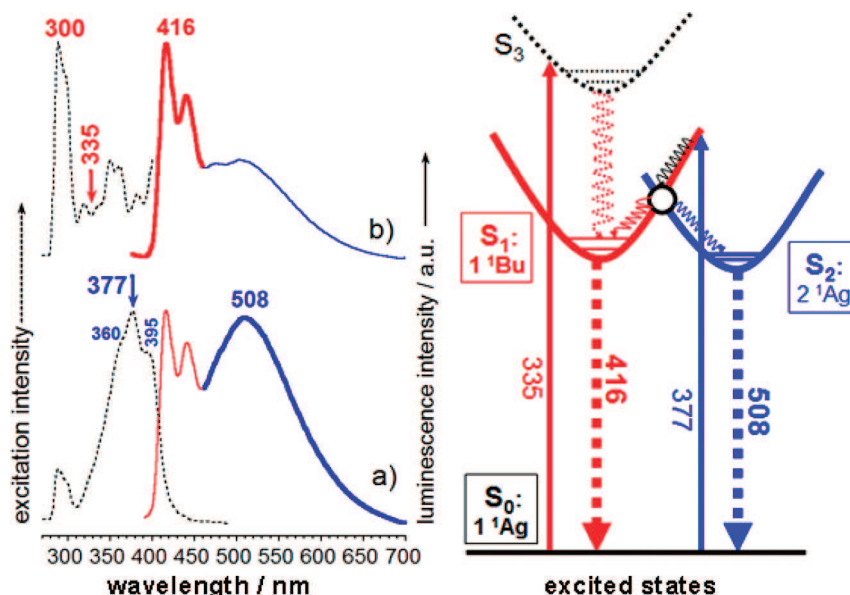 300
416
335
b)
377
508
360
395
a)
excitation intensity
luminescence intensity / a.u.
300 350 400 450 500 550 600 650 700
wavelength / nm
S3
S1:
1 ¹Bu
S2:
2 ¹Ag
335
416
377
508
S0:
1 ¹Ag
excited states